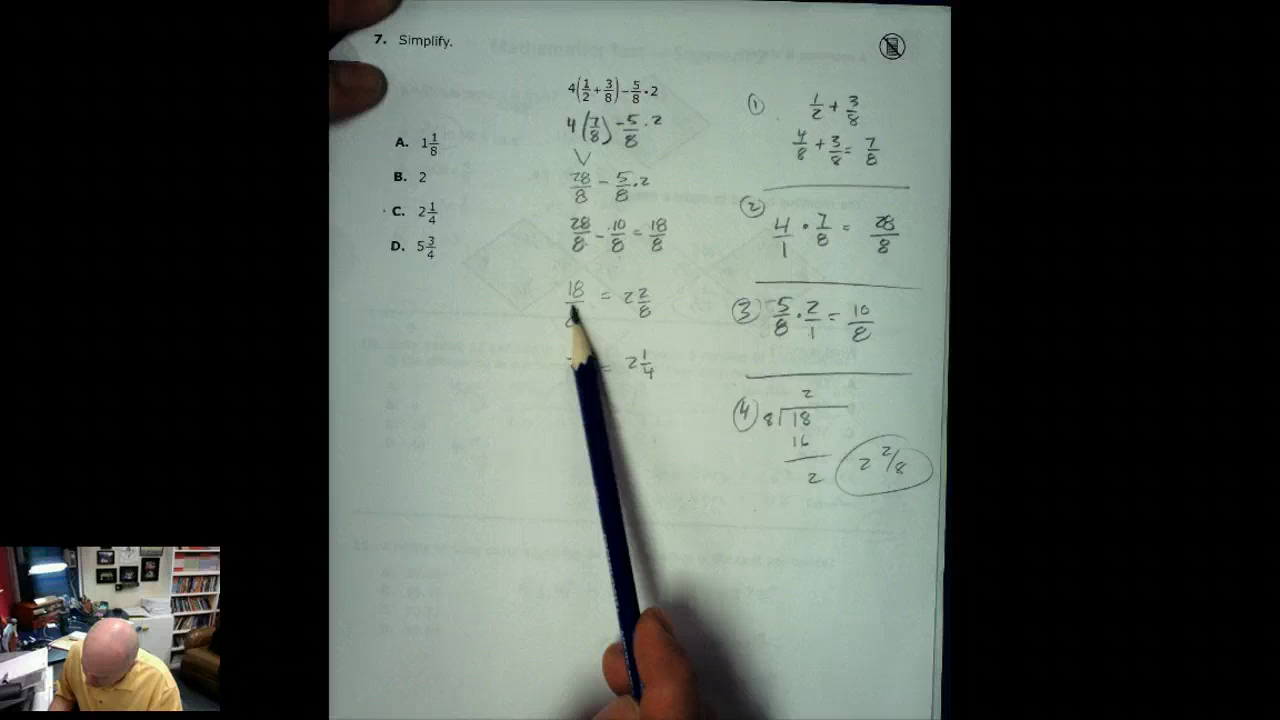 7. Simplify.
4(1/2 + 3/8) − 5/8 • 2
4(7/8) − 5/8 · 2
28/8 − 5/8 · 2
28/8 − 10/8 = 18/8
18/8 = 2 2/8
= 2 1/4
A. 1 1/8
B. 2
C. 2 1/4
D. 5 3/4
① 1/2 + 3/8
4/8 + 3/8 = 7/8
② 4/1 · 7/8 = 28/8
③ 5/8 · 2/1 = 10/8
④ 2
8 18
16
2
2 2/8